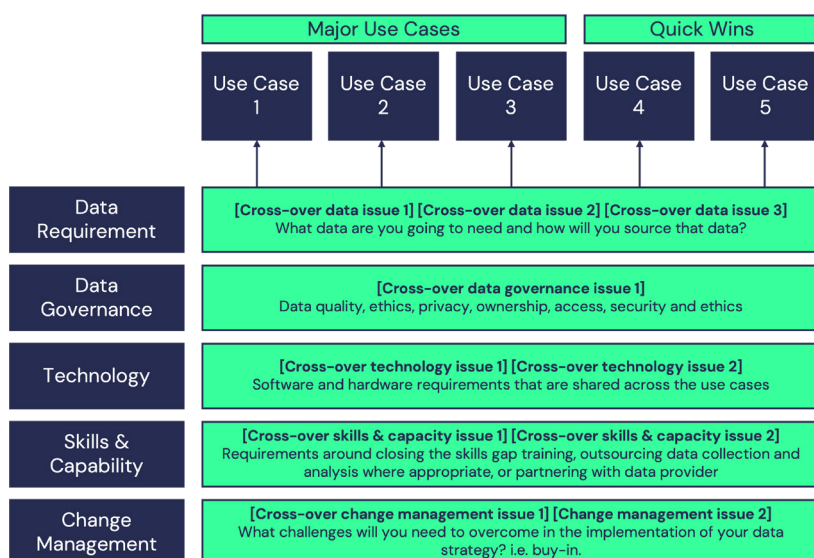 Major Use Cases
Quick Wins
Use Case
1
Use Case
2
Use Case
3
Use Case
4
Use Case
5
Data
Requirement
[Cross-over data issue 1] [Cross-over data issue 2] [Cross-over data issue 3]
What data are you going to need and how will you source that data?
Data
Governance
[Cross-over data governance issue 1]
Data quality, ethics, privacy, ownership, access, security and ethics
Technology
[Cross-over technology issue 1] [Cross-over technology issue 2]
Software and hardware requirements that are shared across the use cases
Skills &
Capability
[Cross-over skills & capacity issue 1] [Cross-over skills & capacity issue 2]
Requirements around closing the skills gap training, outsourcing data collection and
analysis where appropriate, or partnering with data provider
Change
Management
[Cross-over change management issue 1] [Change management issue 2]
What challenges will you need to overcome in the implementation of your data
strategy? i.e. buy-in.